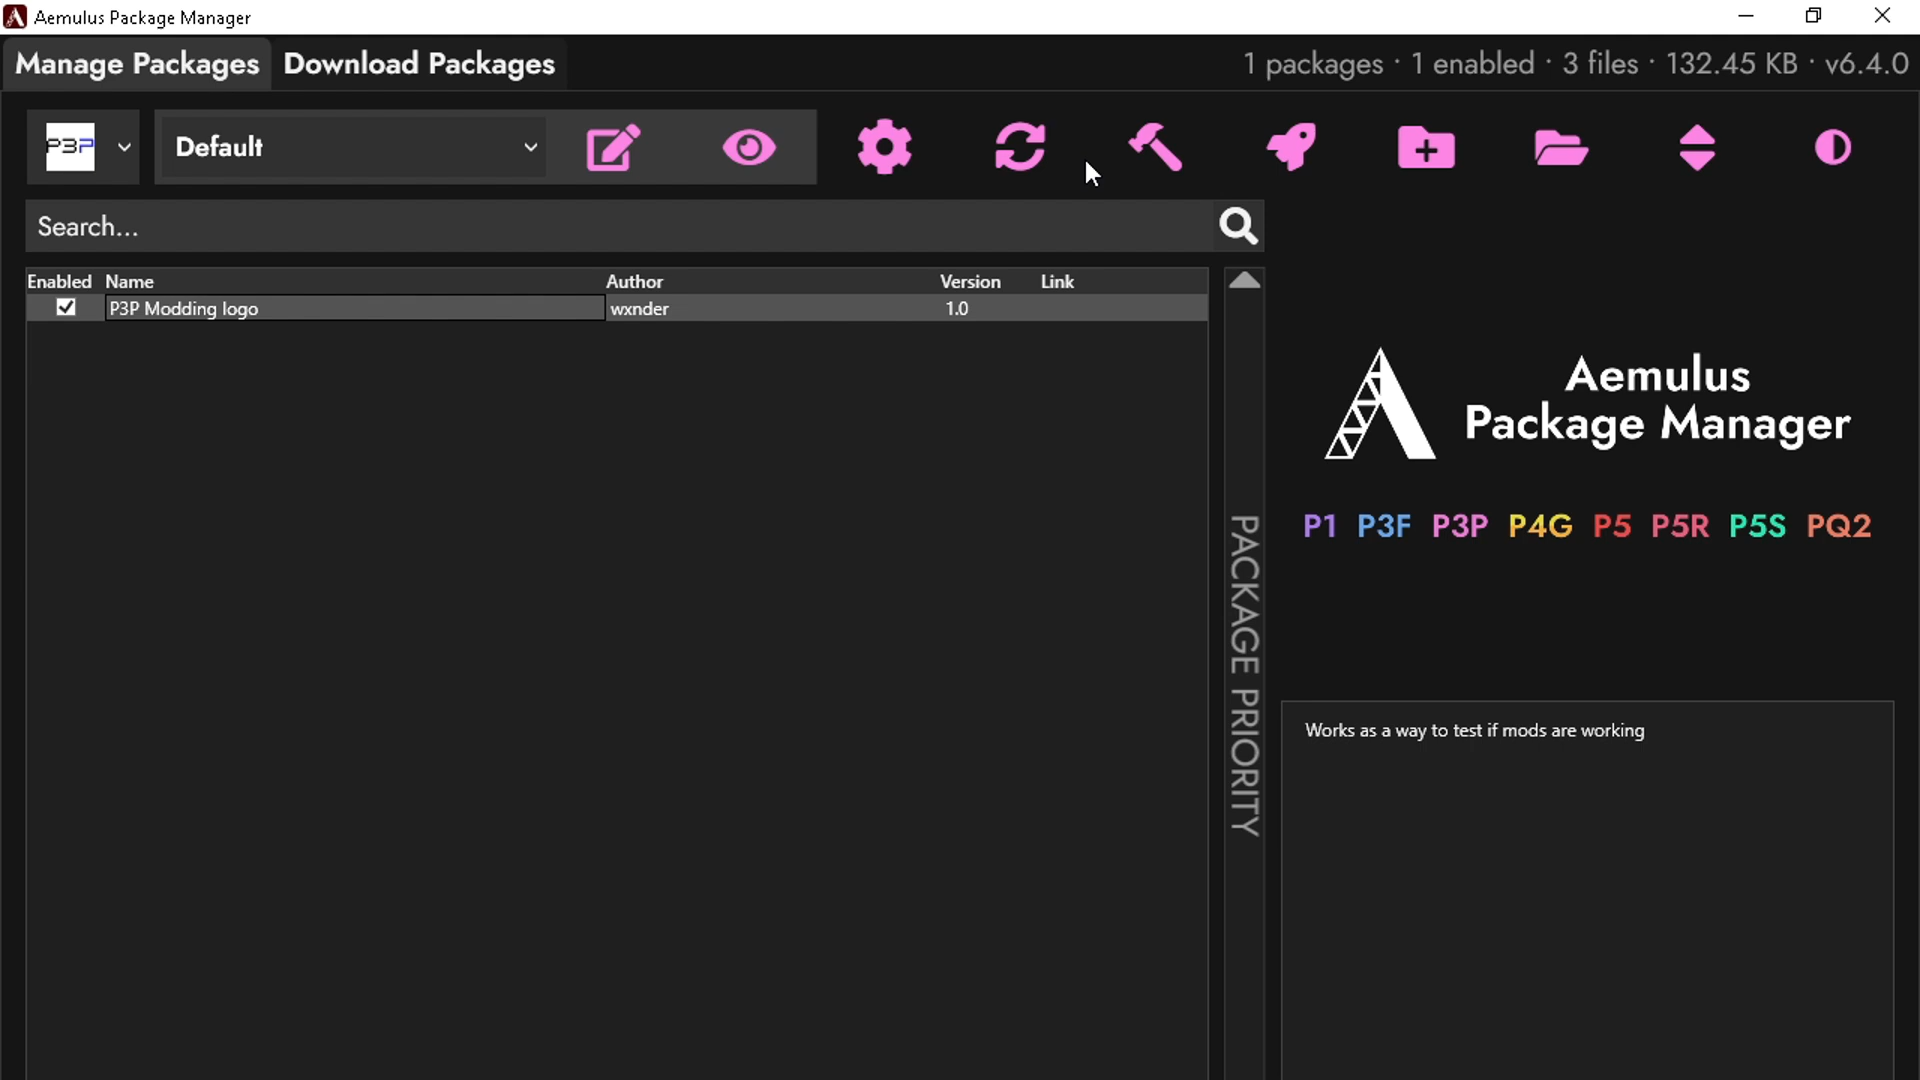 Aemulus Package Manager
Manage Packages Download Packages
1 packages · 1 enabled · 3 files · 132.45 KB · v6.4.0
P3P
Default
Search...
Enabled Name Author Version Link
P3P Modding logo wxnder 1.0
Aemulus
Package Manager
P1 P3F P3P P4G P5 P5R P5S PQ2
PACKAGE PRIORITY
Works as a way to test if mods are working